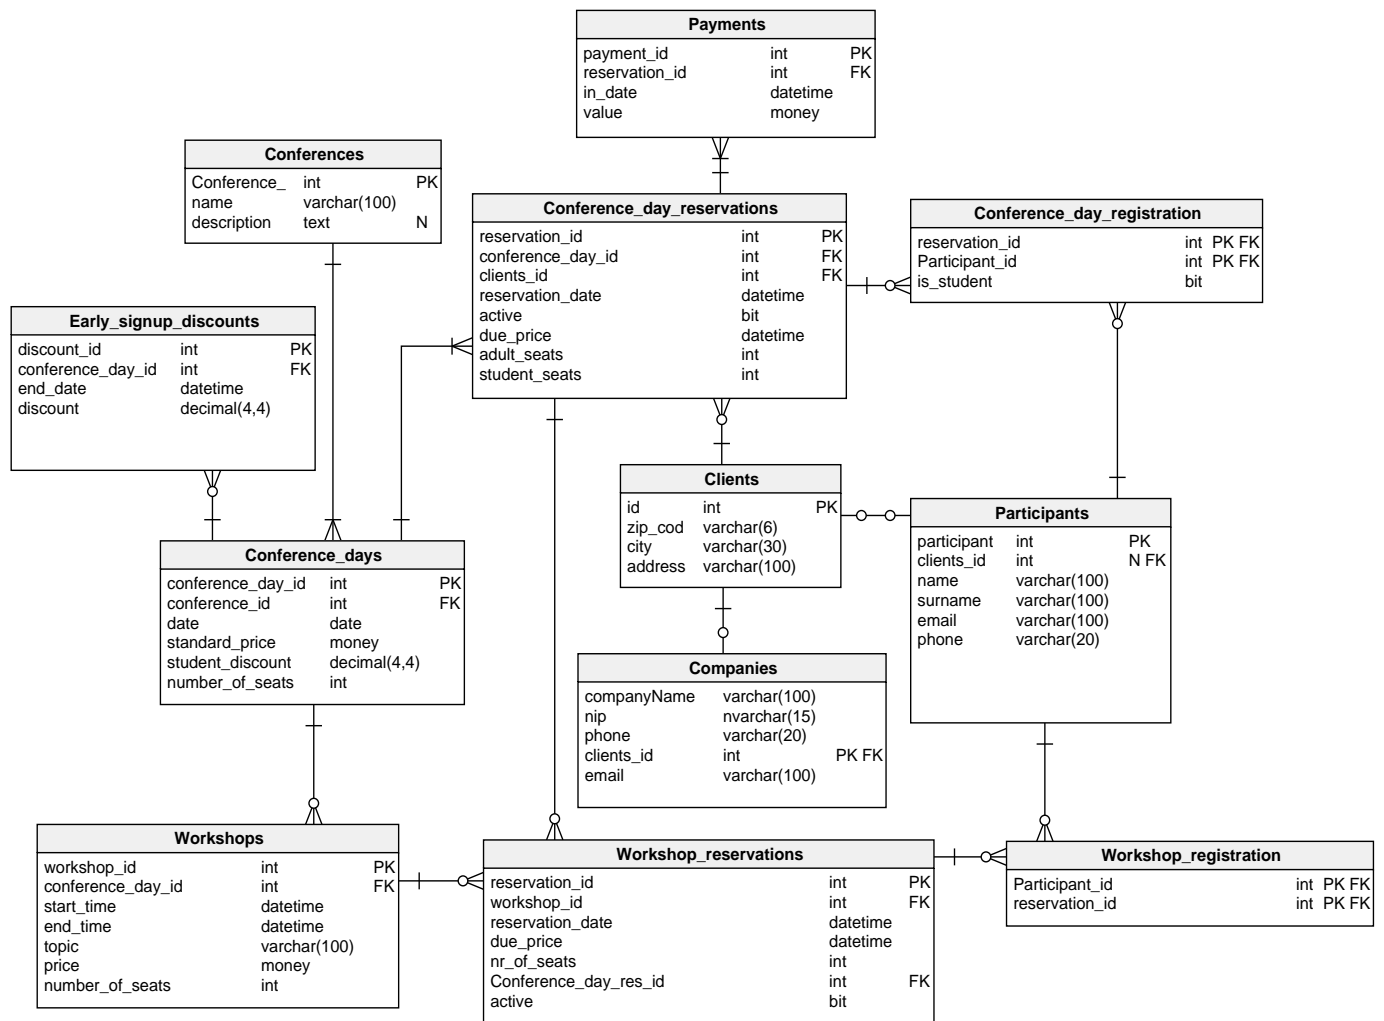 Payments
payment_id int PK
reservation_id int FK
in_date datetime
value money
Conferences
Conference_ int PK
name varchar(100)
description text N
Conference_day_reservations
reservation_id int PK
conference_day_id int FK
clients_id int FK
reservation_date datetime
active bit
due_price datetime
adult_seats int
student_seats int
Conference_day_registration
reservation_id int PK FK
Participant_id int PK FK
is_student bit
Early_signup_discounts
discount_id int PK
conference_day_id int FK
end_date datetime
discount decimal(4,4)
Clients
id int PK
zip_cod varchar(6)
city varchar(30)
address varchar(100)
Participants
participant int PK
clients_id int N FK
name varchar(100)
surname varchar(100)
email varchar(100)
phone varchar(20)
Conference_days
conference_day_id int PK
conference_id int FK
date date
standard_price money
student_discount decimal(4,4)
number_of_seats int
Companies
companyName varchar(100)
nip nvarchar(15)
phone varchar(20)
clients_id int PK FK
email varchar(100)
Workshops
workshop_id int PK
conference_day_id int FK
start_time datetime
end_time datetime
topic varchar(100)
price money
number_of_seats int
Workshop_reservations
reservation_id int PK
workshop_id int FK
reservation_date datetime
due_price datetime
nr_of_seats int
Conference_day_res_id int FK
active bit
Workshop_registration
Participant_id int PK FK
reservation_id int PK FK